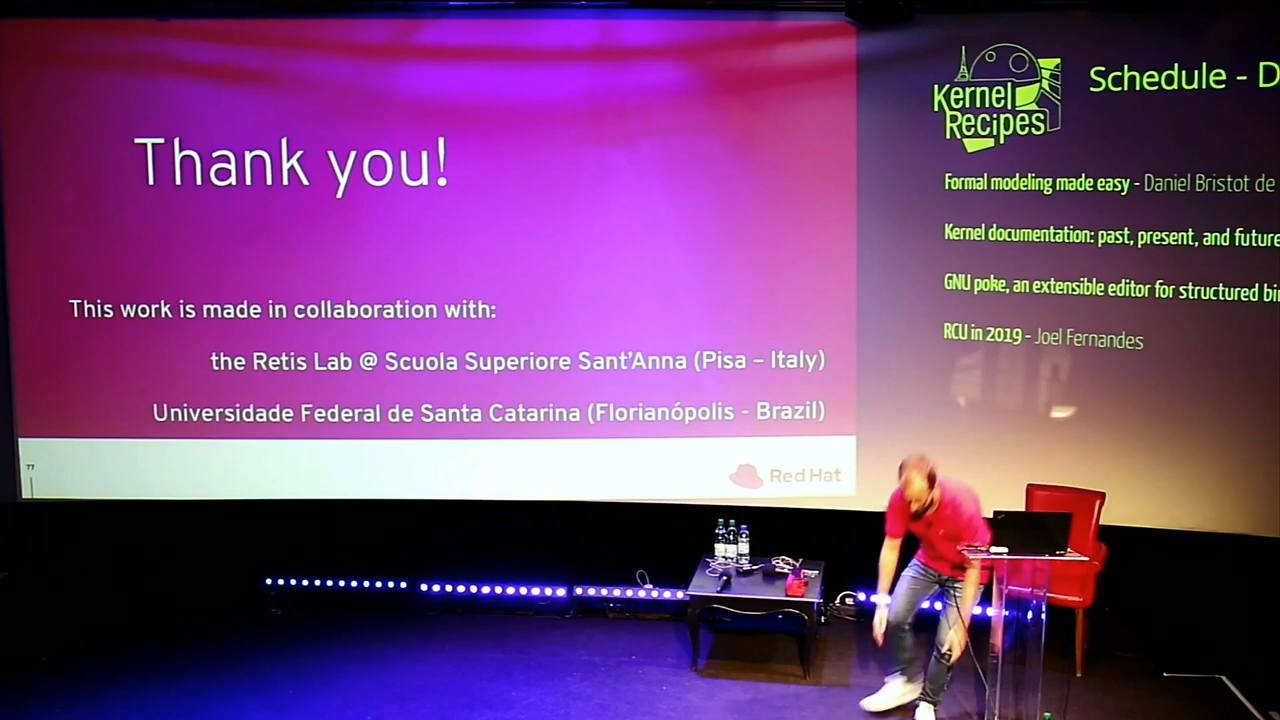 Thank you!
This work is made in collaboration with:
the Retis Lab @ Scuola Superiore Sant'Anna (Pisa – Italy)
Universidade Federal de Santa Catarina (Florianópolis - Brazil)
77
Red Hat
Kernel
Recipes
Schedule - D
Formal modeling made easy - Daniel Bristot de
Kernel documentation: past, present, and future
GNU poke, an extensible editor for structured bi
RCU in 2019 - Joel Fernandes